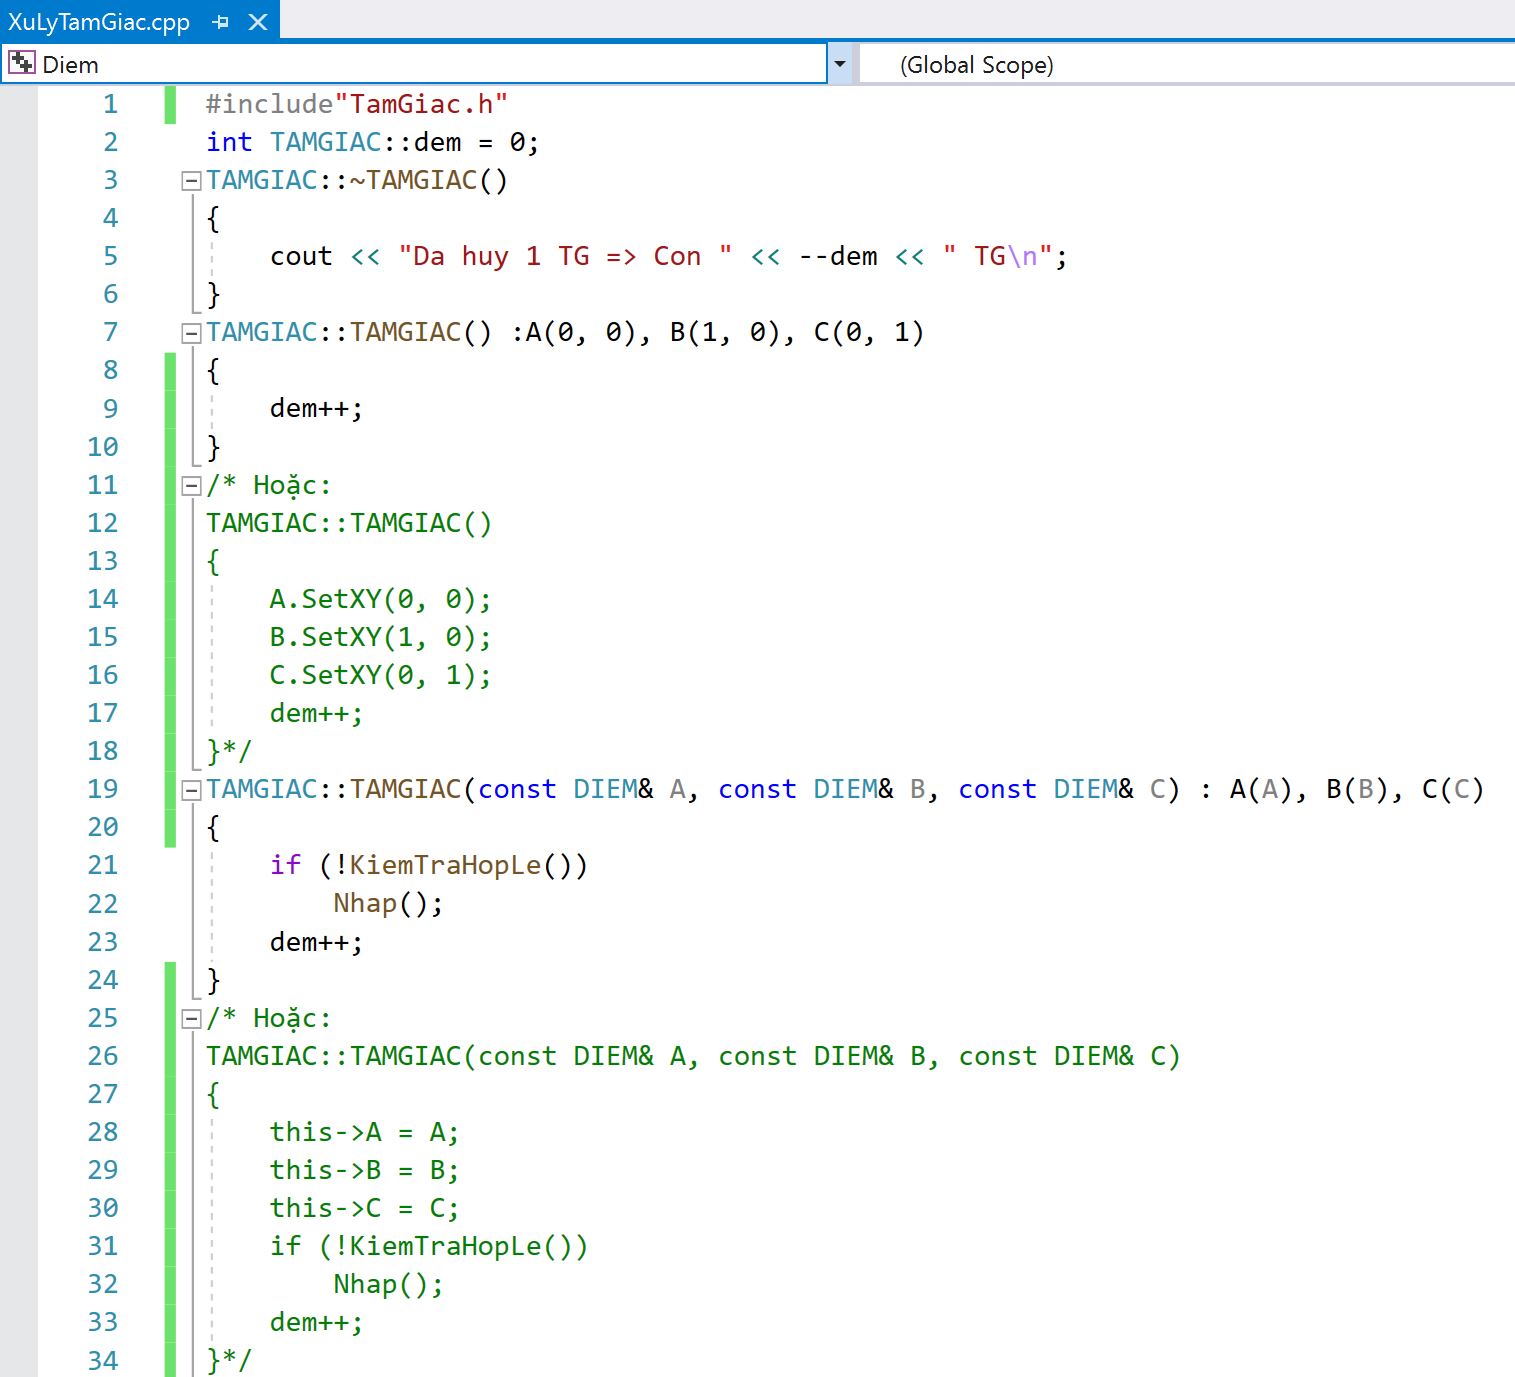 XuLyTamGiac.cpp
Diem (Global Scope)
1 #include"TamGiac.h"
2 int TAMGIAC::dem = 0;
3 TAMGIAC::~TAMGIAC()
4 {
5 cout << "Da huy 1 TG => Con " << --dem << " TG\n";
6 }
7 TAMGIAC::TAMGIAC() :A(0, 0), B(1, 0), C(0, 1)
8 {
9 dem++;
10 }
11 /* Hoặc:
12 TAMGIAC::TAMGIAC()
13 {
14 A.SetXY(0, 0);
15 B.SetXY(1, 0);
16 C.SetXY(0, 1);
17 dem++;
18 }*/
19 TAMGIAC::TAMGIAC(const DIEM& A, const DIEM& B, const DIEM& C) : A(A), B(B), C(C)
20 {
21 if (!KiemTraHopLe())
22 Nhap();
23 dem++;
24 }
25 /* Hoặc:
26 TAMGIAC::TAMGIAC(const DIEM& A, const DIEM& B, const DIEM& C)
27 {
28 this->A = A;
29 this->B = B;
30 this->C = C;
31 if (!KiemTraHopLe())
32 Nhap();
33 dem++;
34 }*/